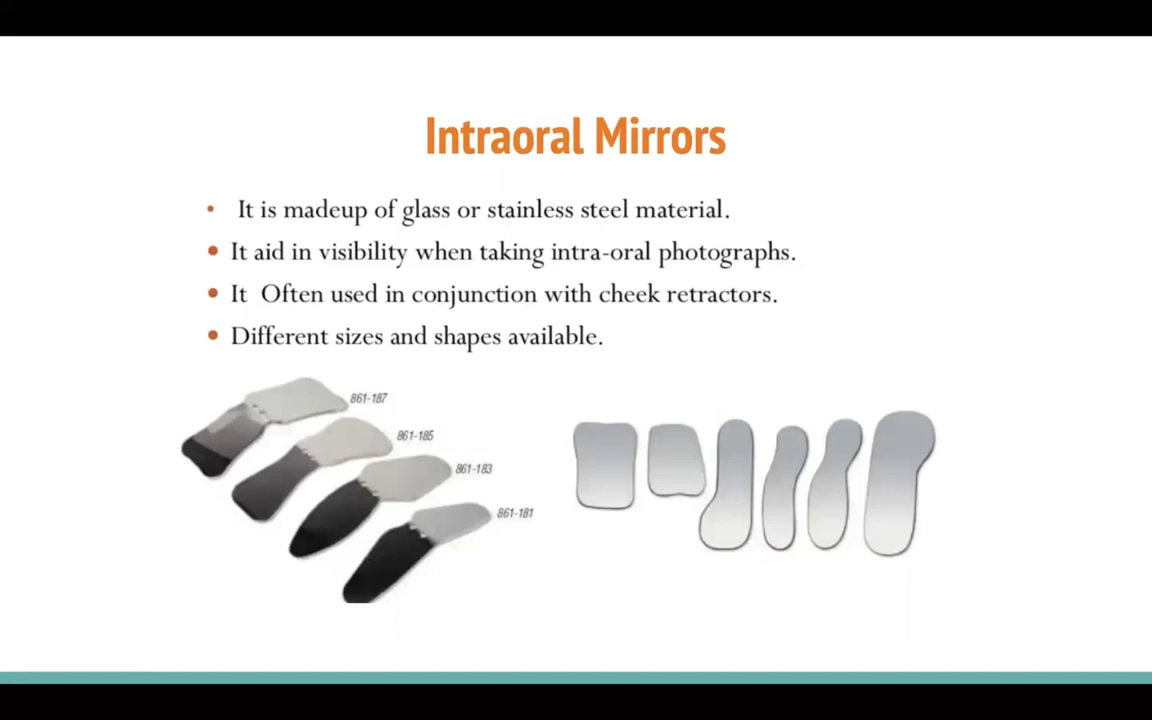 Intraoral Mirrors
• It is madeup of glass or stainless steel material.
• It aid in visibility when taking intra-oral photographs.
• It Often used in conjunction with cheek retractors.
• Different sizes and shapes available.
861-187
861-185
861-183
861-181